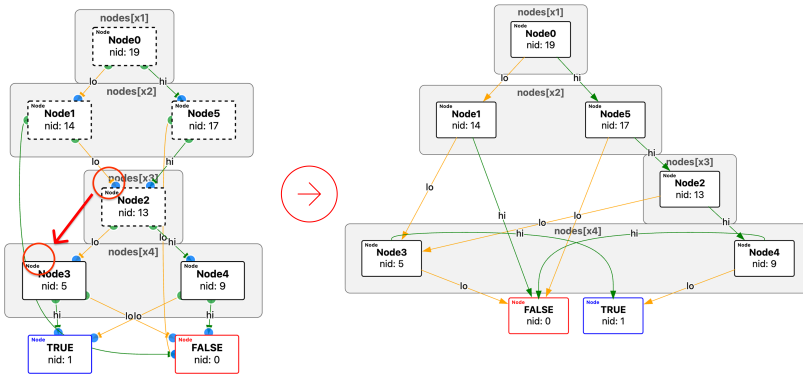 nodes[x1]
Node
Node0
nid: 19
lo
hi
nodes[x2]
Node
Node1
nid: 14
Node
Node5
nid: 17
lo
hi
nodes[x3]
Node
Node2
nid: 13
lo
lo
hi
nodes[x4]
Node
Node3
nid: 5
Node
Node4
nid: 9
hi
lo
lo
hi
Node
TRUE
nid: 1
Node
FALSE
nid: 0
nodes[x1]
Node
Node0
nid: 19
lo
hi
nodes[x2]
Node
Node1
nid: 14
Node
Node5
nid: 17
hi
nodes[x3]
Node
Node2
nid: 13
lo
hi
lo
lo
hi
nodes[x4]
hi
hi
Node
Node3
nid: 5
Node
Node4
nid: 9
lo
lo
Node
FALSE
nid: 0
Node
TRUE
nid: 1